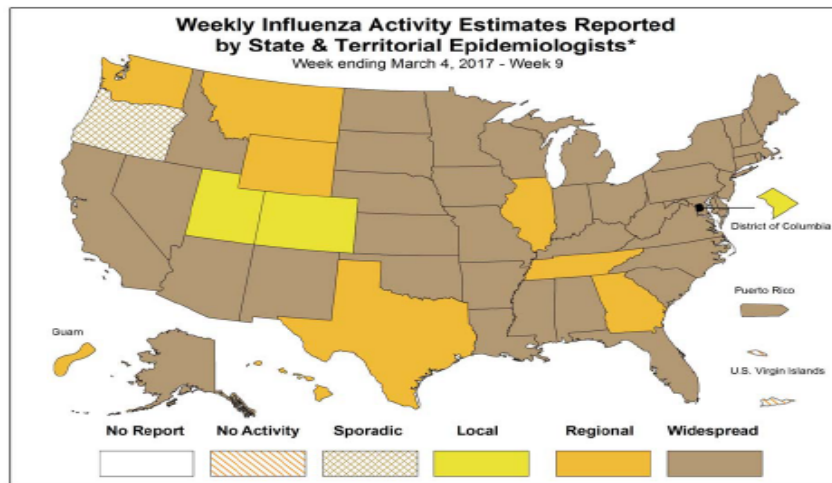 Weekly Influenza Activity Estimates Reported
by State & Territorial Epidemiologists*
Week ending March 4, 2017 - Week 9
District of Columbia
Puerto Rico
Guam
U.S. Virgin Islands
No Report No Activity Sporadic Local Regional Widespread